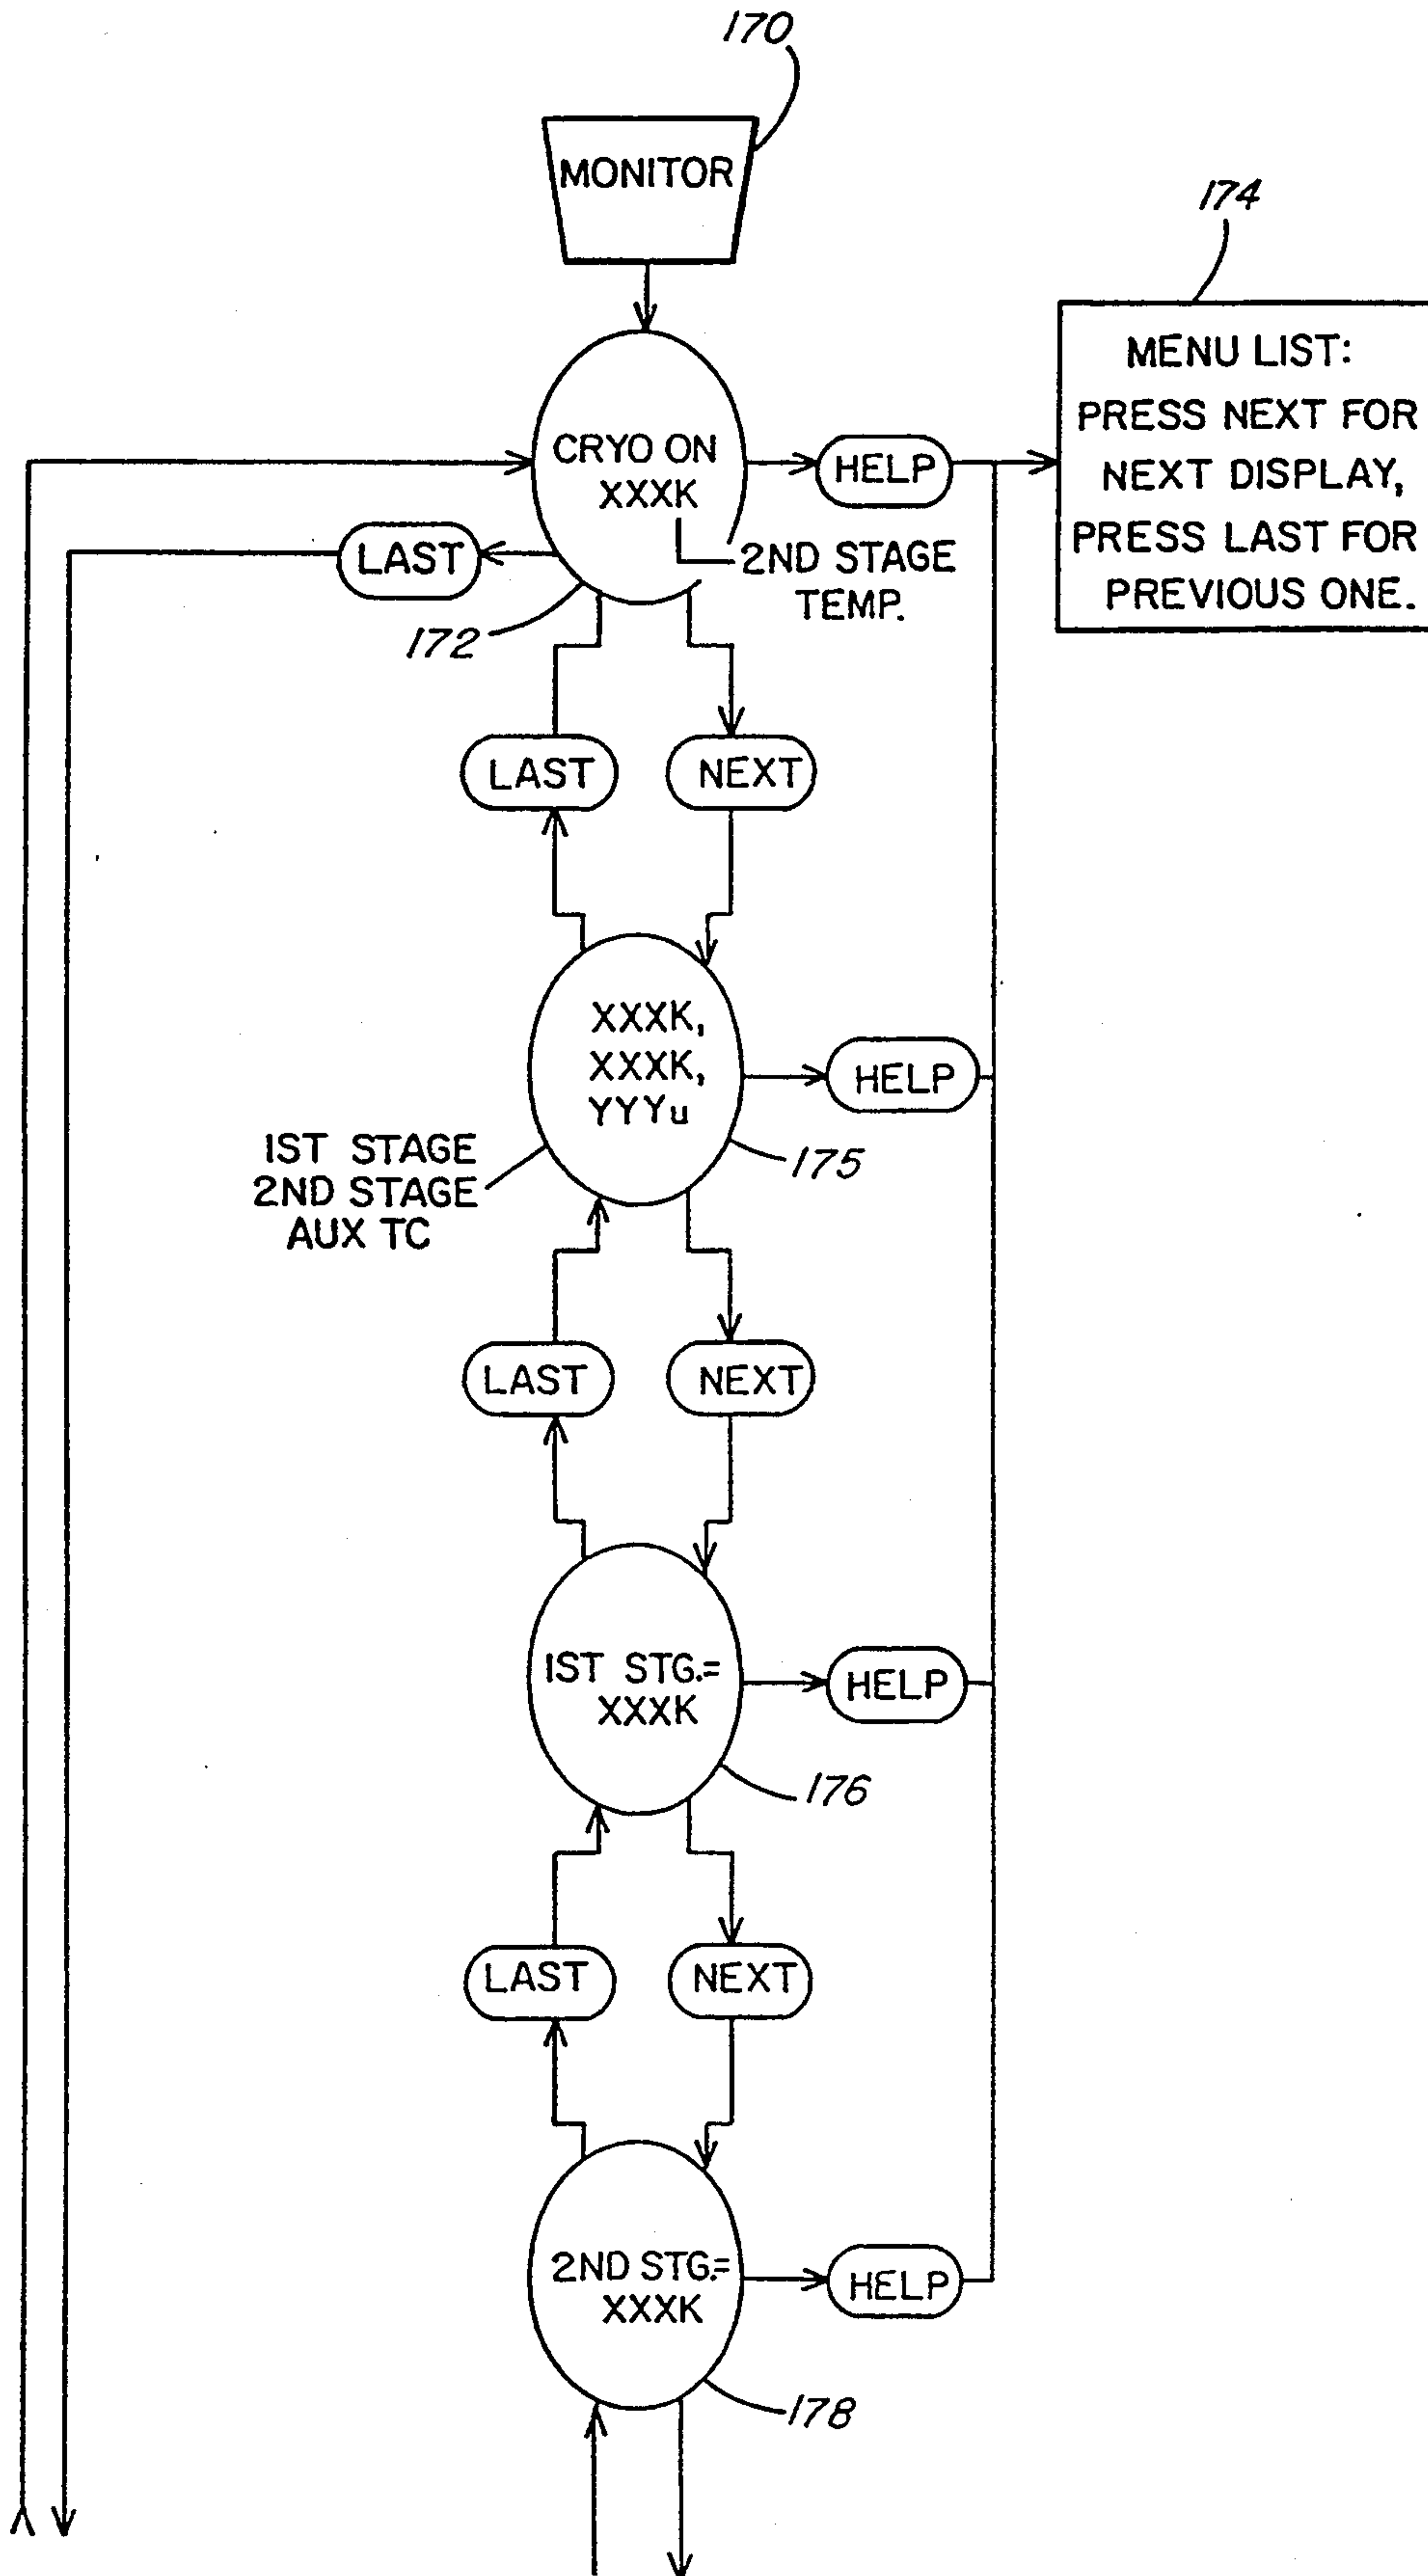 170
MONITOR
174
MENU LIST:
PRESS NEXT FOR
NEXT DISPLAY,
PRESS LAST FOR
PREVIOUS ONE.
CRYO ON
XXXK
HELP
LAST
2ND STAGE
TEMP.
172
LAST
NEXT
XXXK,
XXXK,
YYYu
HELP
1ST STAGE
2ND STAGE
AUX TC
175
LAST
NEXT
1ST STG.=
XXXK
HELP
176
LAST
NEXT
2ND STG.=
XXXK
HELP
178